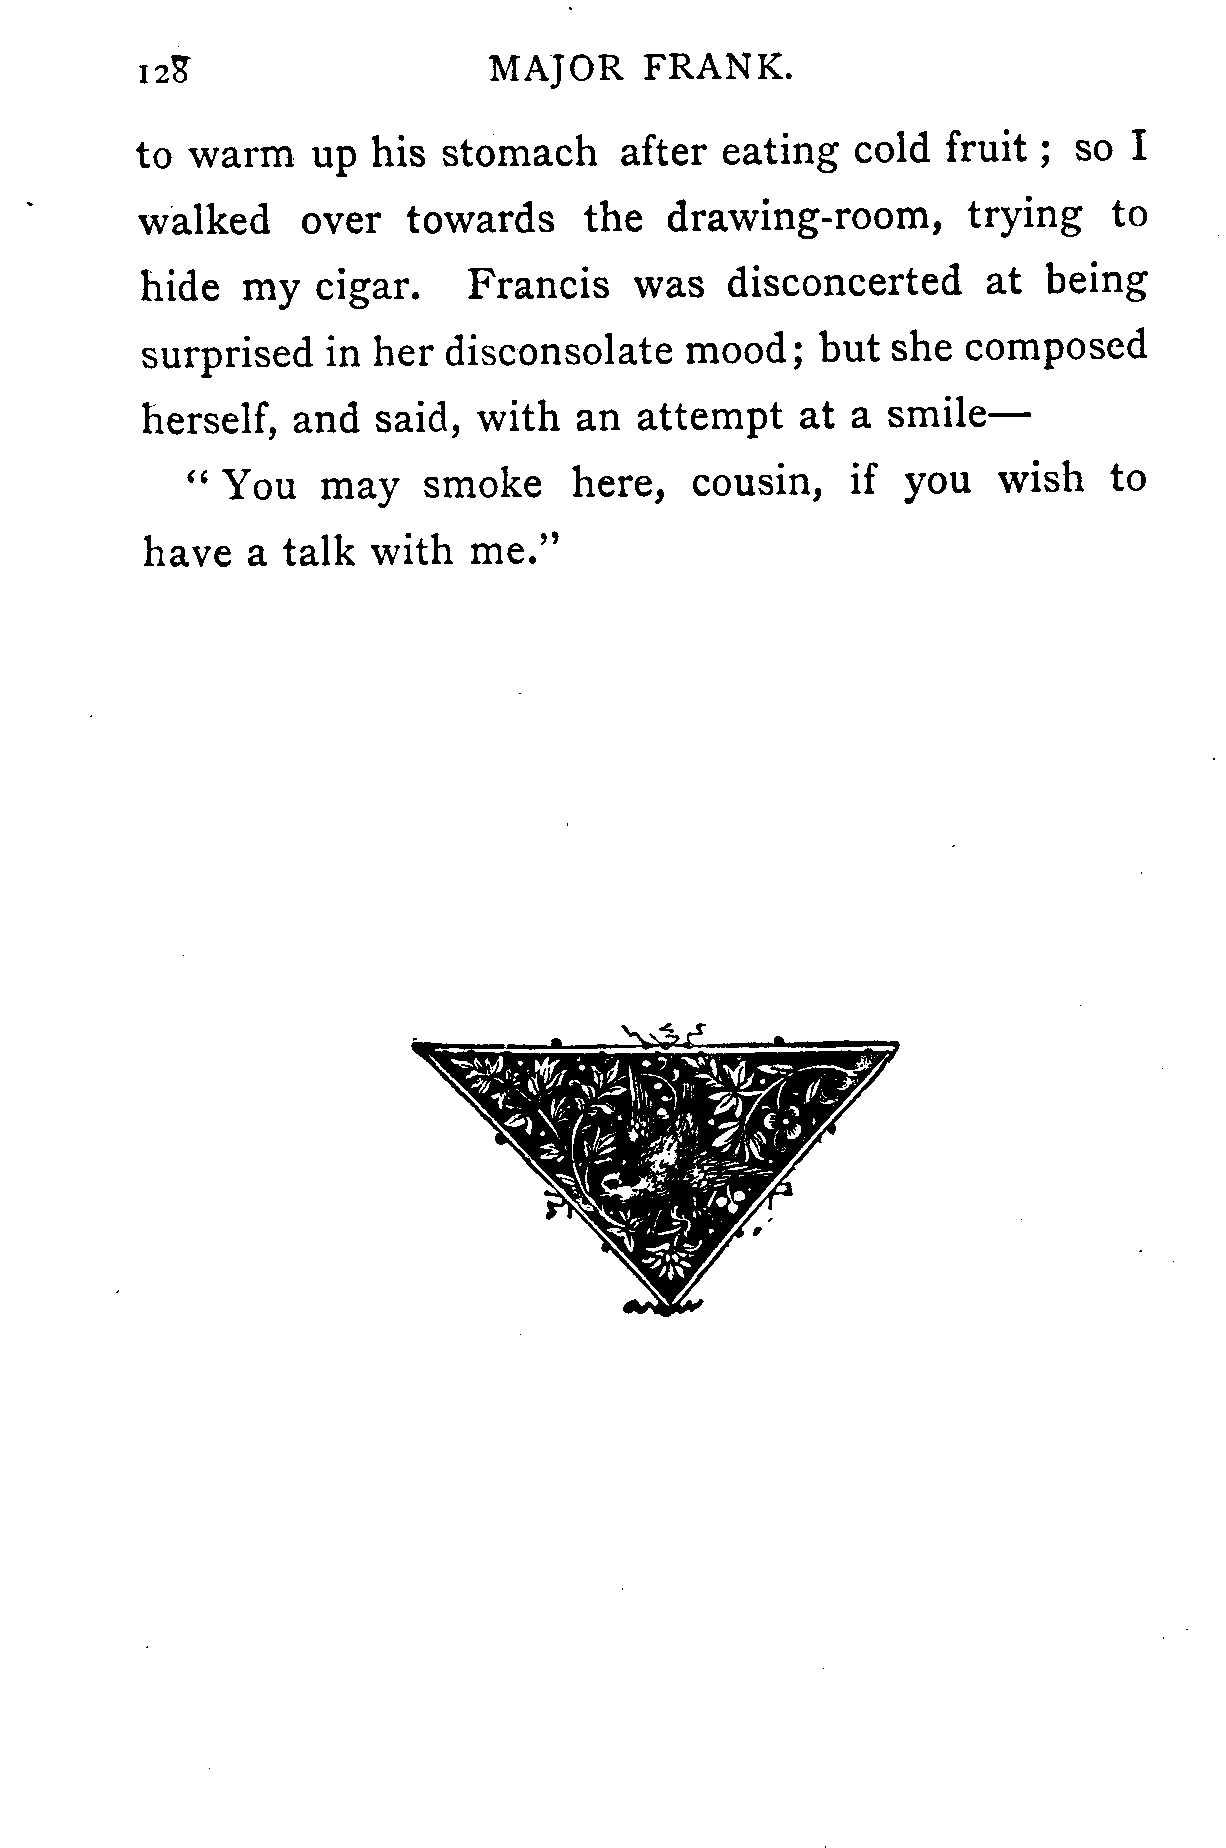 128 MAJOR FRANK.
to warm up his stomach after eating cold fruit ; so I
walked over towards the drawing-room, trying to
hide my cigar. Francis was disconcerted at being
surprised in her disconsolate mood; but she composed
herself, and said, with an attempt at a smile—
“ You may smoke here, cousin, if you wish to
have a talk with me.”